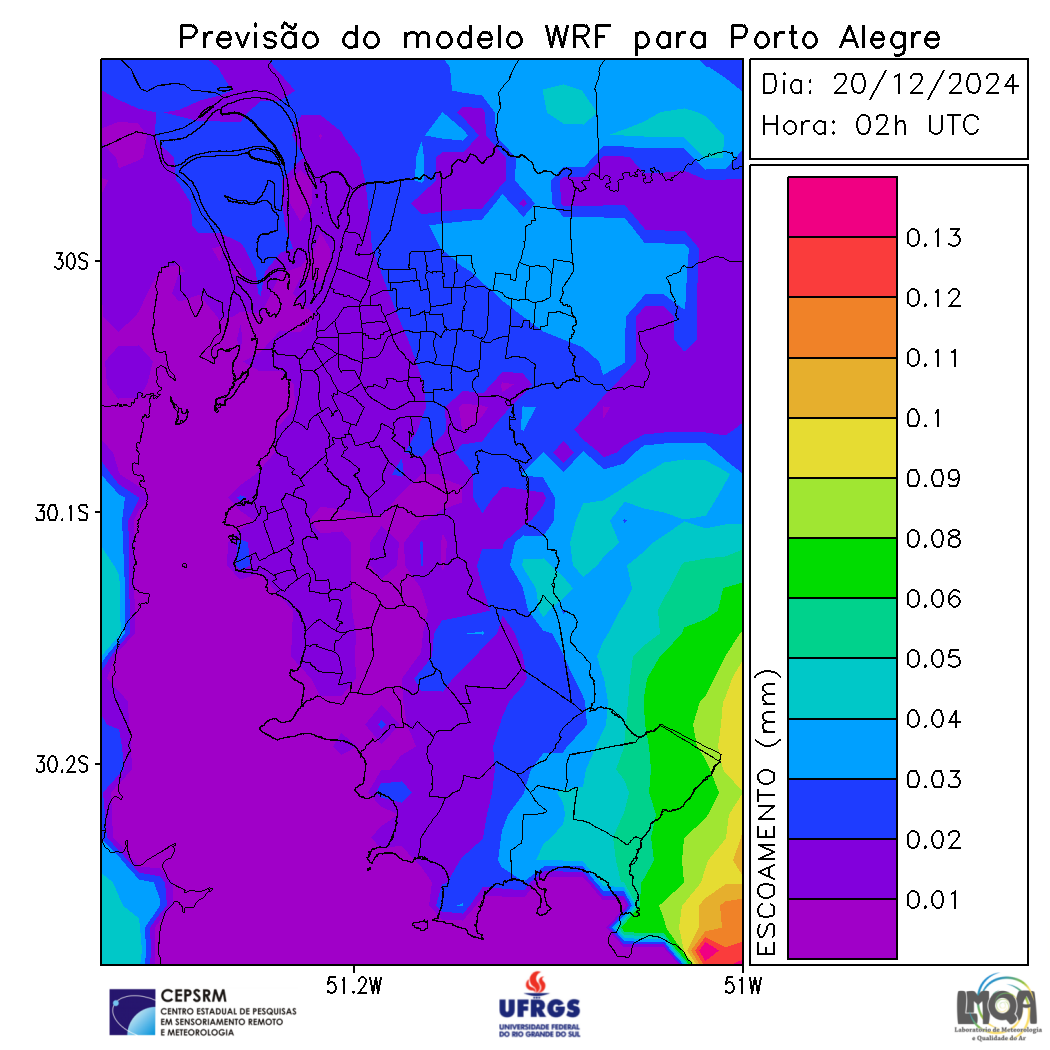 Previsão do modelo WRF para Porto Alegre
Dia: 20/12/2024
Hora: 02h UTC
30S
30.1S
30.2S
51.2W
51W
ESCOAMENTO (mm)
0.13
0.12
0.11
0.1
0.09
0.08
0.06
0.05
0.04
0.03
0.02
0.01
CEPSRM
CENTRO ESTADUAL DE PESQUISAS
EM SENSORIAMENTO REMOTO
E METEOROLOGIA
UFRGS
UNIVERSIDADE FEDERAL
DO RIO GRANDE DO SUL
LMQA
Laboratório de Meteorologia
e Qualidade do Ar